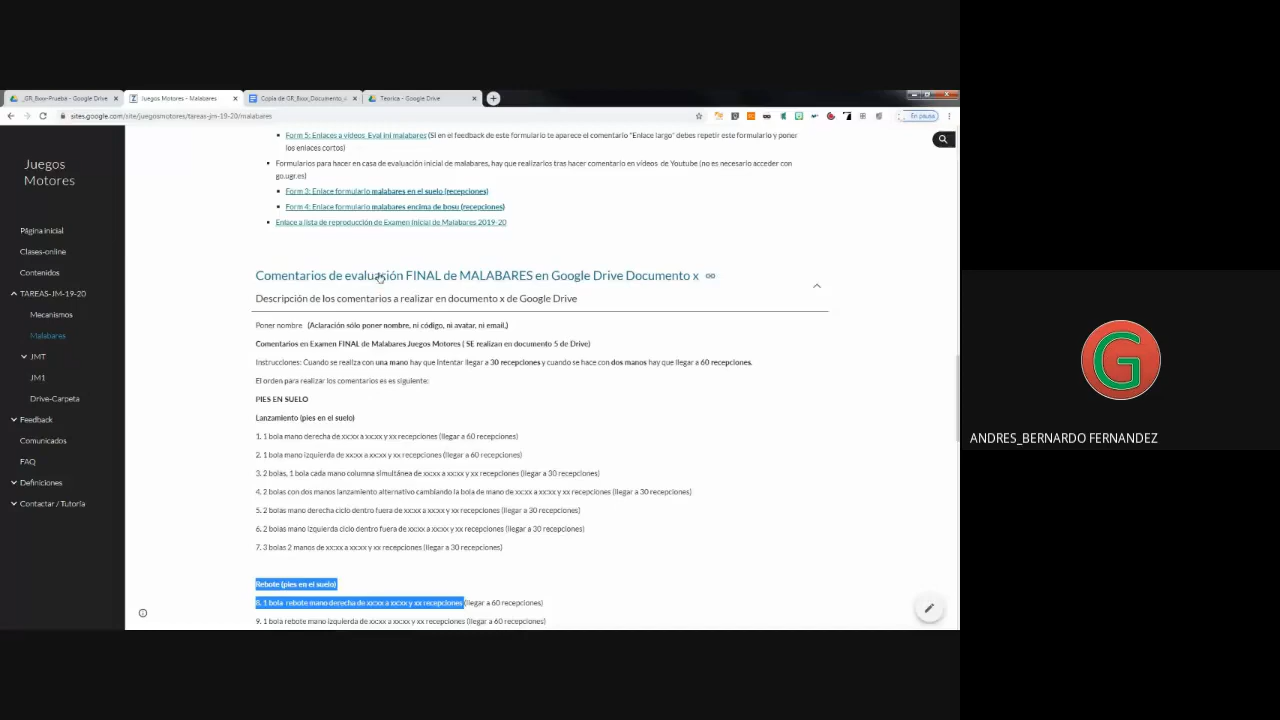 _GR_8xxx-Prueba - Google Drive
Juegos Motores - Malabares
Copia de GR_8xxx_Documento_
Teorica - Google Drive
sites.google.com/site/juegosmotores/tareas-jm-19-20/malabares
En pausa
Juegos
Motores
Página inicial
Clases-online
Contenidos
TAREAS-JM-19-20
Mecanismos
Malabares
JMT
JM1
Drive-Carpeta
Feedback
Comunicados
FAQ
Definiciones
Contactar / Tutoría
Form 5: Enlaces a vídeos Eval ini malabares (Si en el feedback de este formulario te aparece el comentario "Enlace largo" debes repetir este formulario y poner
los enlaces cortos)
Formularios para hacer en casa de evaluación inicial de malabares, hay que realizarlos tras hacer comentario en vídeos de Youtube (no es necesario acceder con
go.ugr.es)
Form 3: Enlace formulario malabares en el suelo (recepciones)
Form 4: Enlace formulario malabares encima de bosu (recepciones)
Enlace a lista de reproducción de Examen Inicial de Malabares 2019-20
Comentarios de evaluación FINAL de MALABARES en Google Drive Documento x
Descripción de los comentarios a realizar en documento x de Google Drive
Poner nombre (Aclaración sólo poner nombre, ni código, ni avatar, ni email,)
Comentarios en Examen FINAL de Malabares Juegos Motores ( SE realizan en documento 5 de Drive)
Instrucciones: Cuando se realiza con una mano hay que intentar llegar a 30 recepciones y cuando se hace con dos manos hay que llegar a 60 recepciones.
El orden para realizar los comentarios es es siguiente:
PIES EN SUELO
Lanzamiento (pies en el suelo)
1. 1 bola mano derecha de xx:xx a xx:xx y xx recepciones (llegar a 60 recepciones)
2. 1 bola mano izquierda de xx:xx a xx:xx y xx recepciones (llegar a 60 recepciones)
3. 2 bolas, 1 bola cada mano columna simultánea de xx:xx a xx:xx y xx recepciones (llegar a 30 recepciones)
4. 2 bolas con dos manos lanzamiento alternativo cambiando la bola de mano de xx:xx a xx:xx y xx recepciones (llegar a 30 recepciones)
5. 2 bolas mano derecha ciclo dentro fuera de xx:xx a xx:xx y xx recepciones (llegar a 30 recepciones)
6. 2 bolas mano izquierda ciclo dentro fuera de xx:xx a xx:xx y xx recepciones (llegar a 30 recepciones)
7. 3 bolas 2 manos de xx:xx a xx:xx y xx recepciones (llegar a 30 recepciones)
Rebote (pies en el suelo)
8. 1 bola rebote mano derecha de xx:xx a xx:xx y xx recepciones (llegar a 60 recepciones)
9. 1 bola rebote mano izquierda de xx:xx a xx:xx y xx recepciones (llegar a 60 recepciones)
G
ANDRES_BERNARDO FERNANDEZ